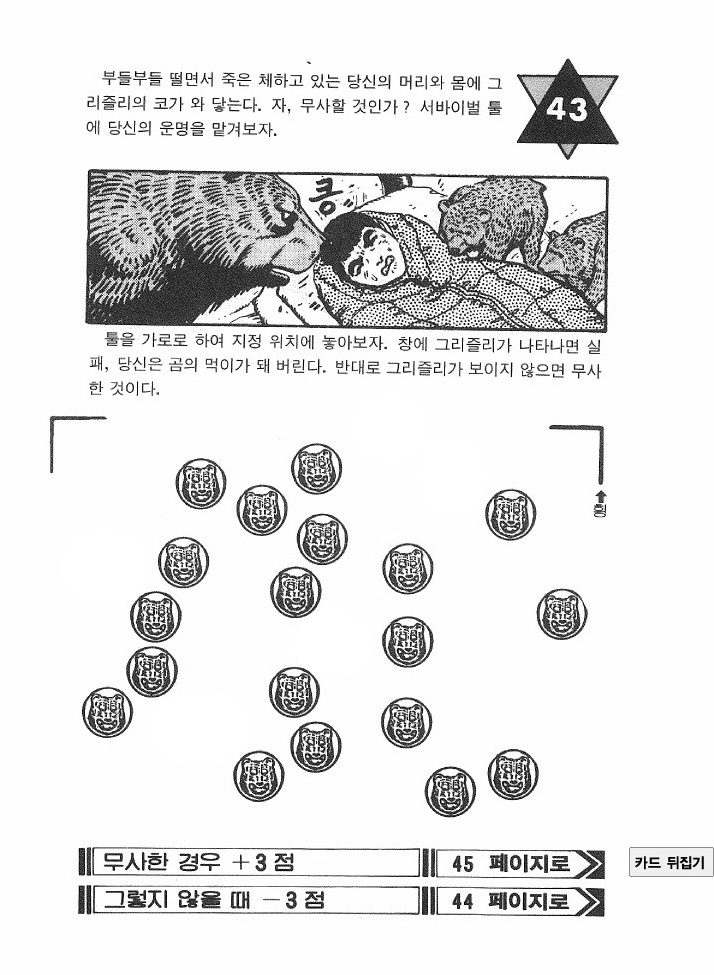 부들부들 떨면서 죽은 체하고 있는 당신의 머리와 몸에 그
리즐리의 코가 와 닿는다. 자, 무사할 것인가? 서바이벌 툴
에 당신의 운명을 맡겨보자.
43
킁
툴을 가로로 하여 지정 위치에 놓아보자. 창에 그리즐리가 나타나면 실
패, 당신은 곰의 먹이가 돼 버린다. 반대로 그리즐리가 보이지 않으면 무사
한 것이다.
무사한 경우 +3점
45 페이지로
카드 뒤집기
그렇지 않을 때 -3점
44 페이지로